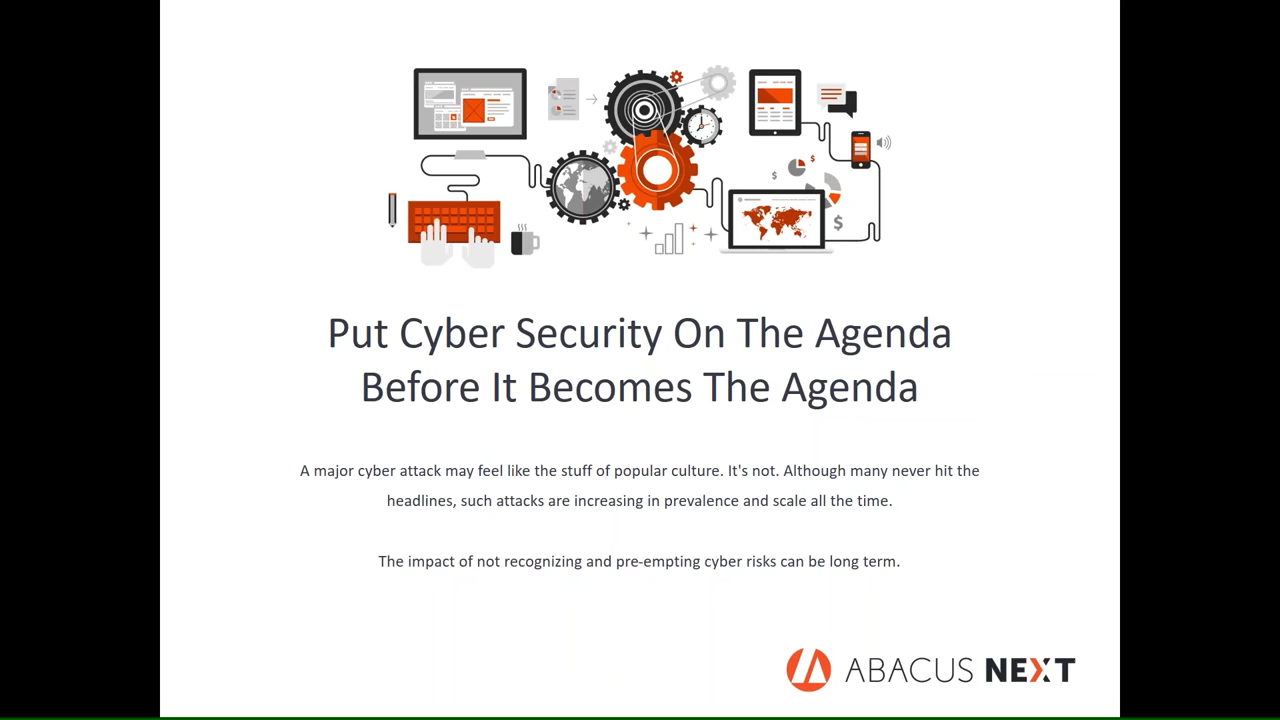 Put Cyber Security On The Agenda
Before It Becomes The Agenda
A major cyber attack may feel like the stuff of popular culture. It's not. Although many never hit the
headlines, such attacks are increasing in prevalence and scale all the time.
The impact of not recognizing and pre-empting cyber risks can be long term.
ABACUS NEXT